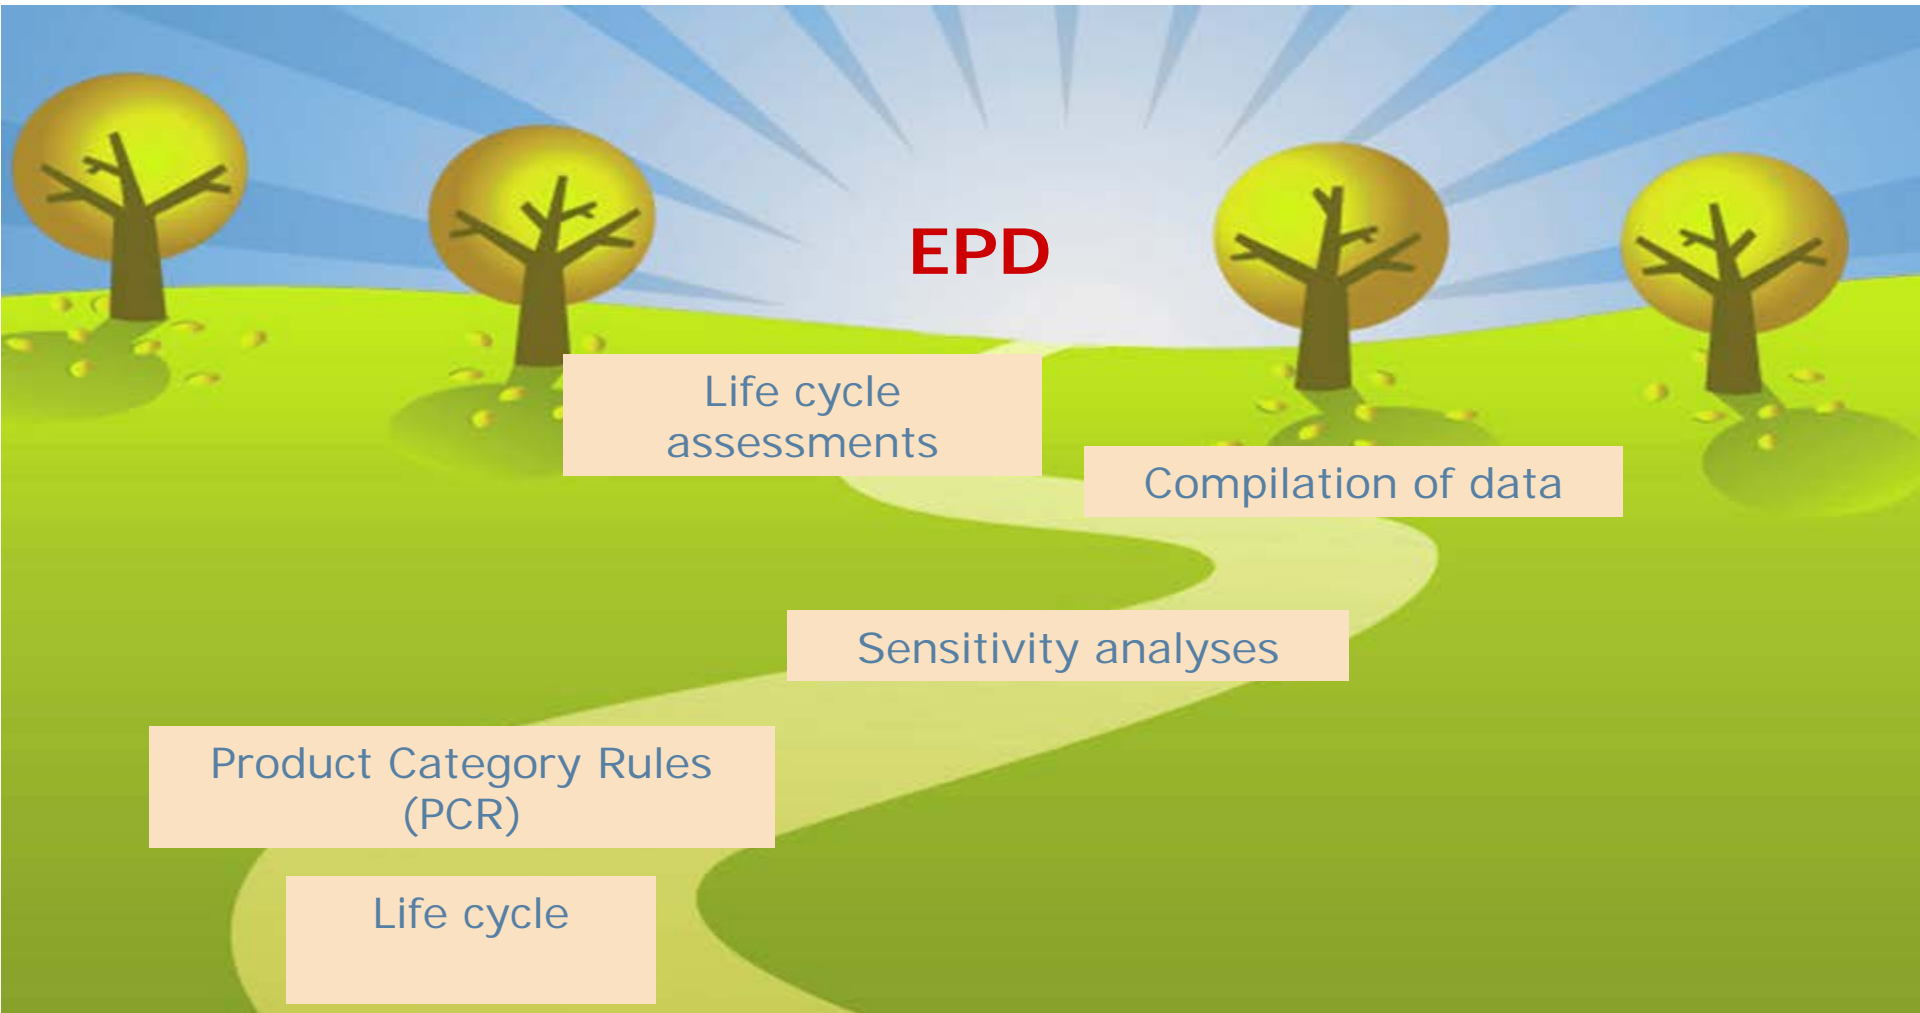 EPD
Life cycle
assessments
Compilation of data
Sensitivity analyses
Product Category Rules
(PCR)
Life cycle